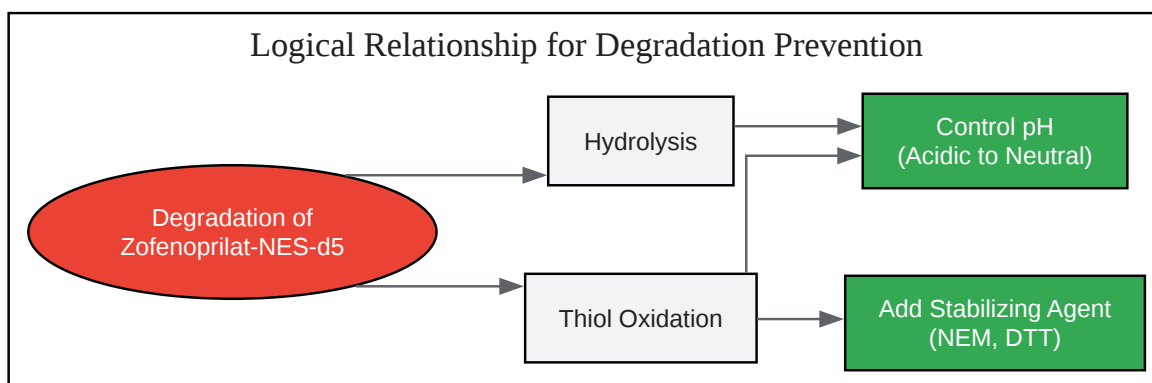 Logical Relationship for Degradation Prevention
Hydrolysis
Control pH
(Acidic to Neutral)
Degradation of
Zofenoprilat-NES-d5
Thiol Oxidation
Add Stabilizing Agent
(NEM, DTT)